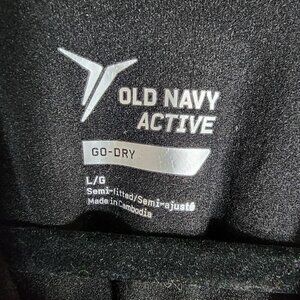 OLD NAVY
ACTIVE
GO-DRY
L/G
Semi-fitted/Semi-ajusté
Made in Cambodia